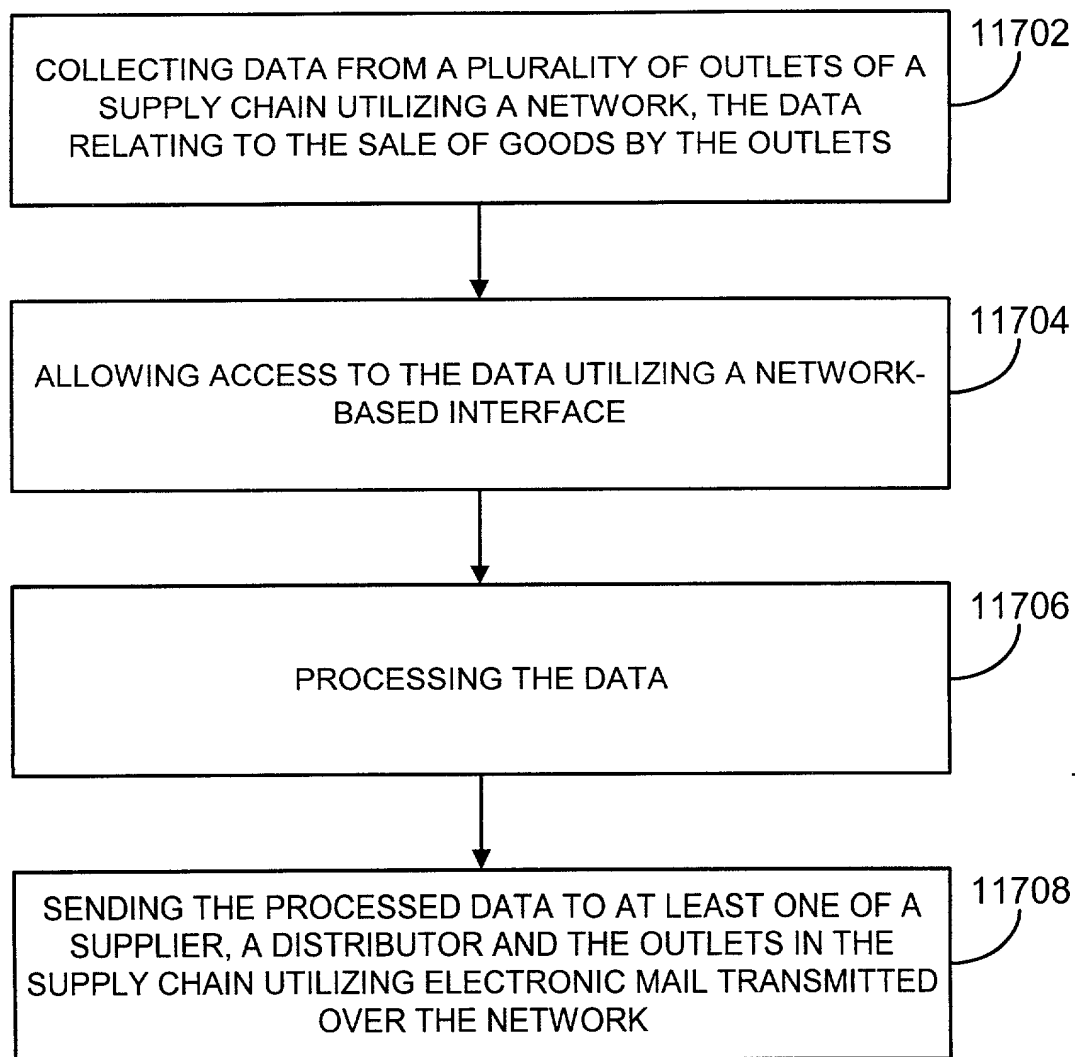 11702
COLLECTING DATA FROM A PLURALITY OF OUTLETS OF A
SUPPLY CHAIN UTILIZING A NETWORK, THE DATA
RELATING TO THE SALE OF GOODS BY THE OUTLETS
11704
ALLOWING ACCESS TO THE DATA UTILIZING A NETWORK-
BASED INTERFACE
11706
PROCESSING THE DATA
11708
SENDING THE PROCESSED DATA TO AT LEAST ONE OF A
SUPPLIER, A DISTRIBUTOR AND THE OUTLETS IN THE
SUPPLY CHAIN UTILIZING ELECTRONIC MAIL TRANSMITTED
OVER THE NETWORK